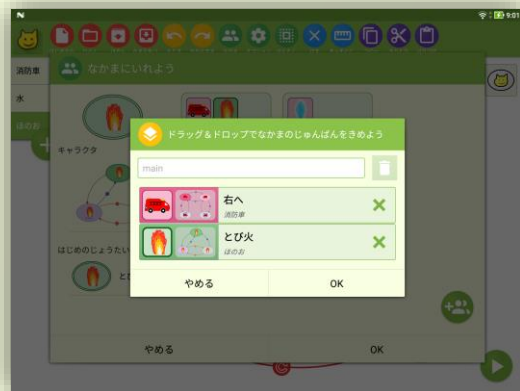 9:01
消防車
水
ほのお
なかまにいれよう
キャラクタ
ドラッグ&ドロップでなかまのじゅんばんをきめよう
main
右へ
消防車
とび火
ほのお
はじめのじょうたい
やめる
OK
やめる
OK